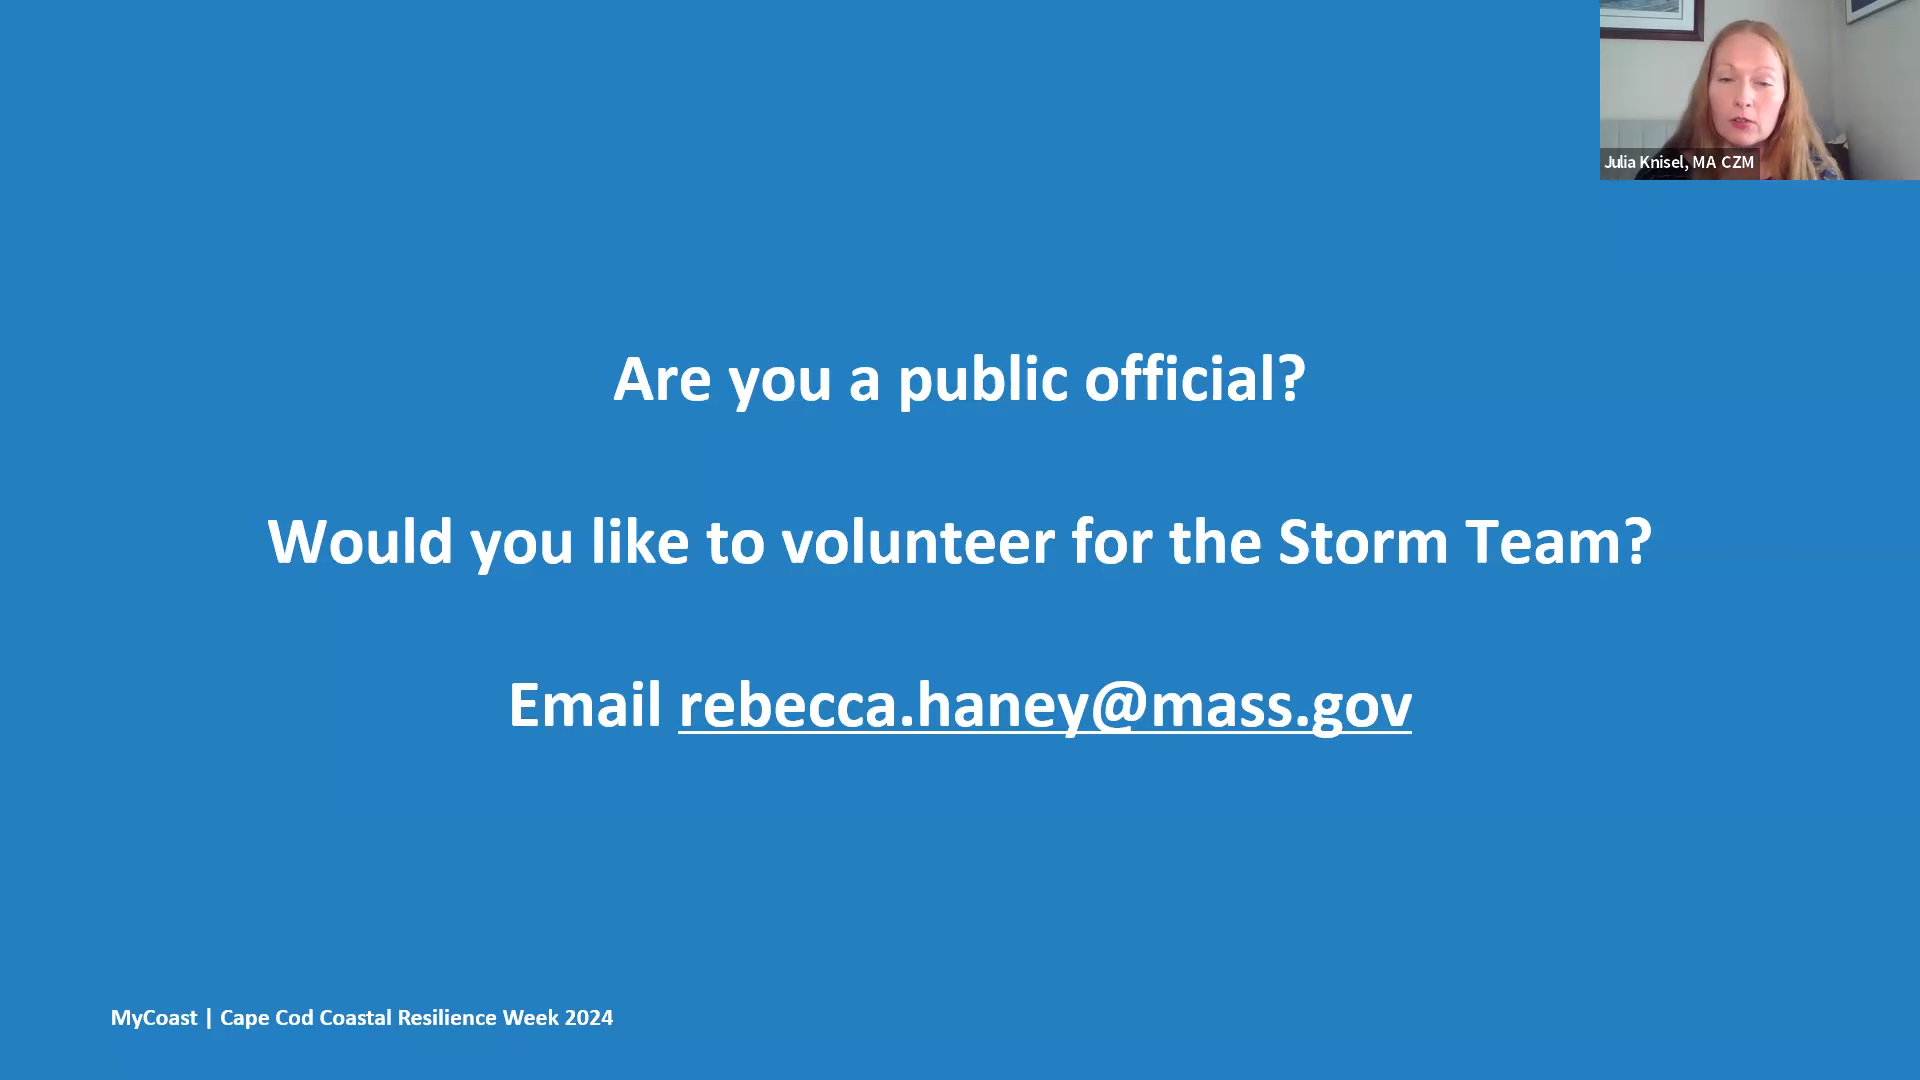 Julia Knisel, MA CZM
Are you a public official?
Would you like to volunteer for the Storm Team?
Email rebecca.haney@mass.gov
MyCoast | Cape Cod Coastal Resilience Week 2024